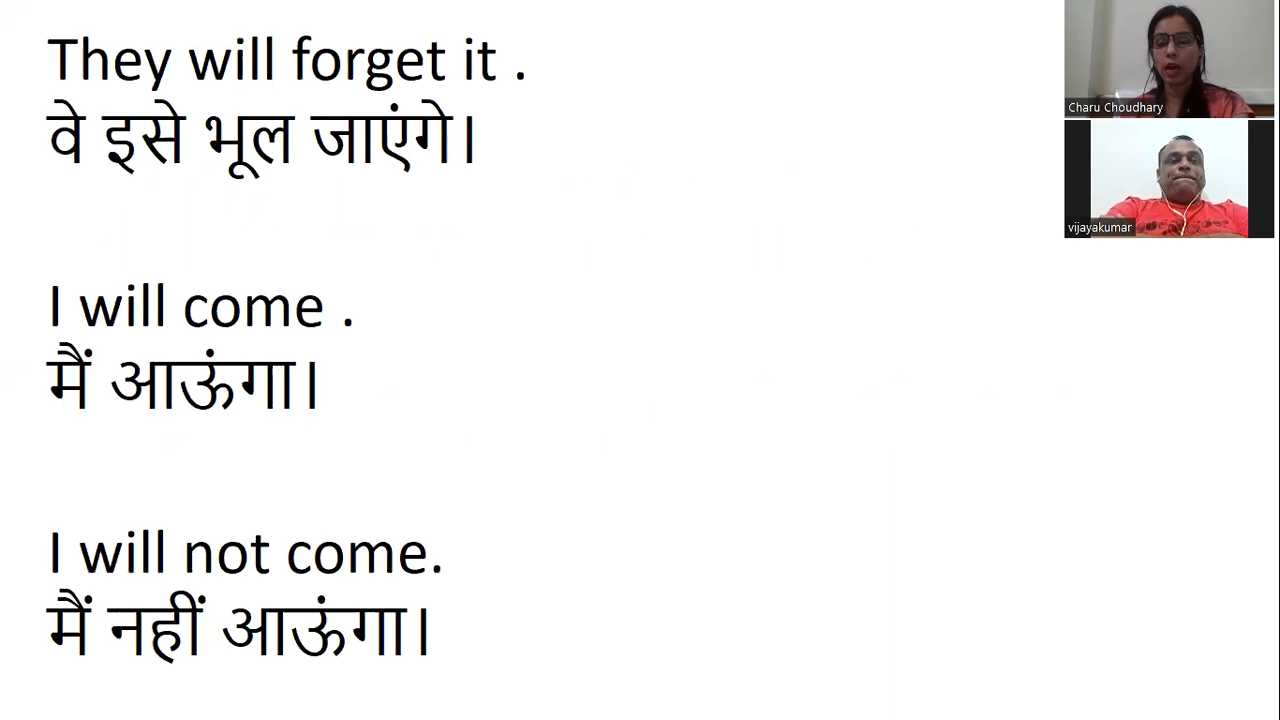 They will forget it .
वे इसे भूल जाएंगे।
I will come .
मैं आऊंगा।
I will not come.
मैं नहीं आऊंगा।
Charu Choudhary
vijayakumar